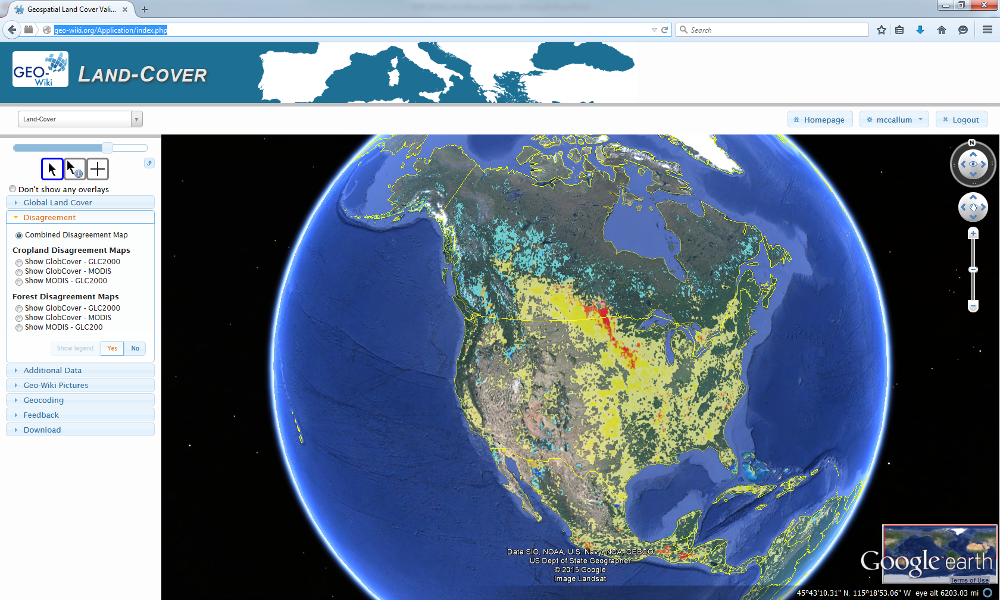 Geospatial Land Cover Vali...
geo-wiki.org/Application/index.php
Search
GEO-
Wiki
LAND-COVER
Land-Cover
Homepage
mccallum
Logout
N
Don't show any overlays
Global Land Cover
Disagreement
Combined Disagreement Map
Cropland Disagreement Maps
Show GlobCover - GLC2000
Show GlobCover - MODIS
Show MODIS - GLC2000
Forest Disagreement Maps
Show GlobCover - GLC2000
Show GlobCover - MODIS
Show MODIS - GLC200
Show legend Yes No
Additional Data
Geo-Wiki Pictures
Geocoding
Feedback
Download
Data SIO, NOAA, U.S. Navy, NGA, GEBCO
US Dept of State Geographer
© 2015 Google
Image Landsat
Google earth
Terms of Use
45°43'10.31" N, 115°18'53.06" W eye alt 6203.03 mi